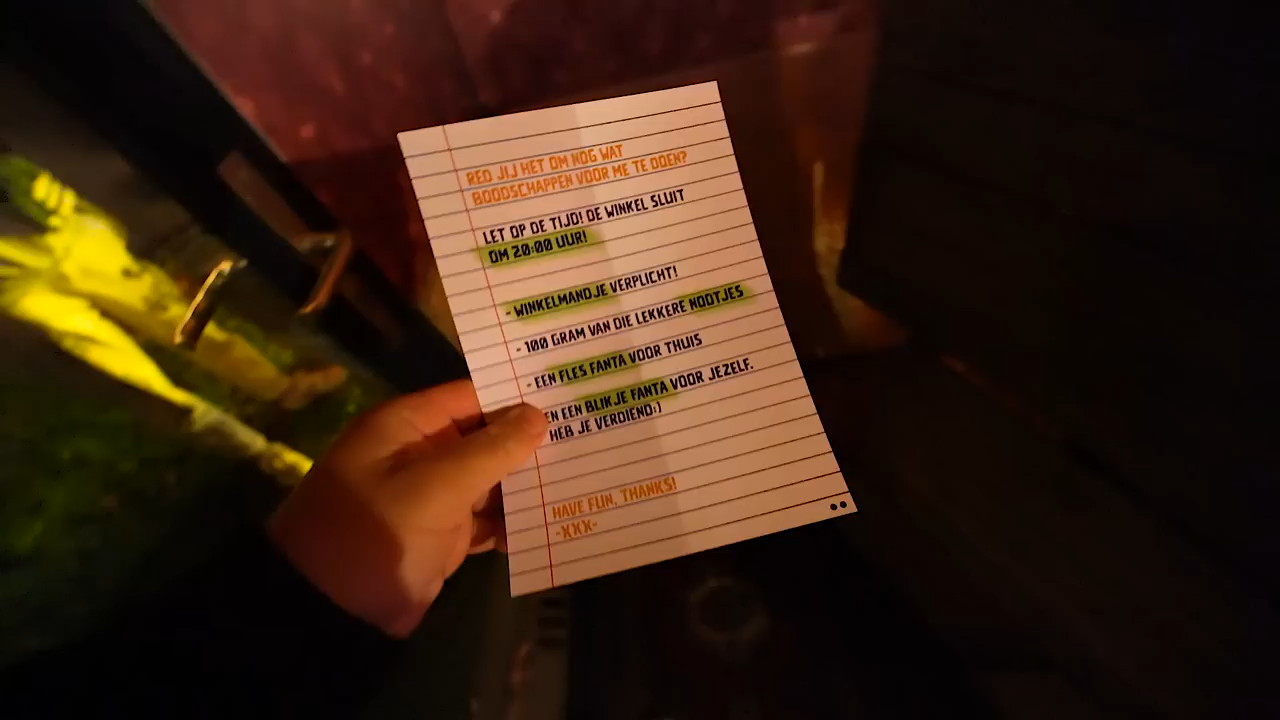 RED JIJ HET OM NOG WAT
BOODSCHAPPEN VOOR ME TE DOEN?
LET OP DE TIJD! DE WINKEL SLUIT
OM 20:00 UUR!
- WINKELMANDJE VERPLICHT!
- 100 GRAM VAN DIE LEKKERE NOOTJES
- EEN FLES FANTA VOOR THUIS
EN EEN BLIKJE FANTA VOOR JEZELF.
HEB JE VERDIEND:)
HAVE FUN, THANKS!
-XXX-